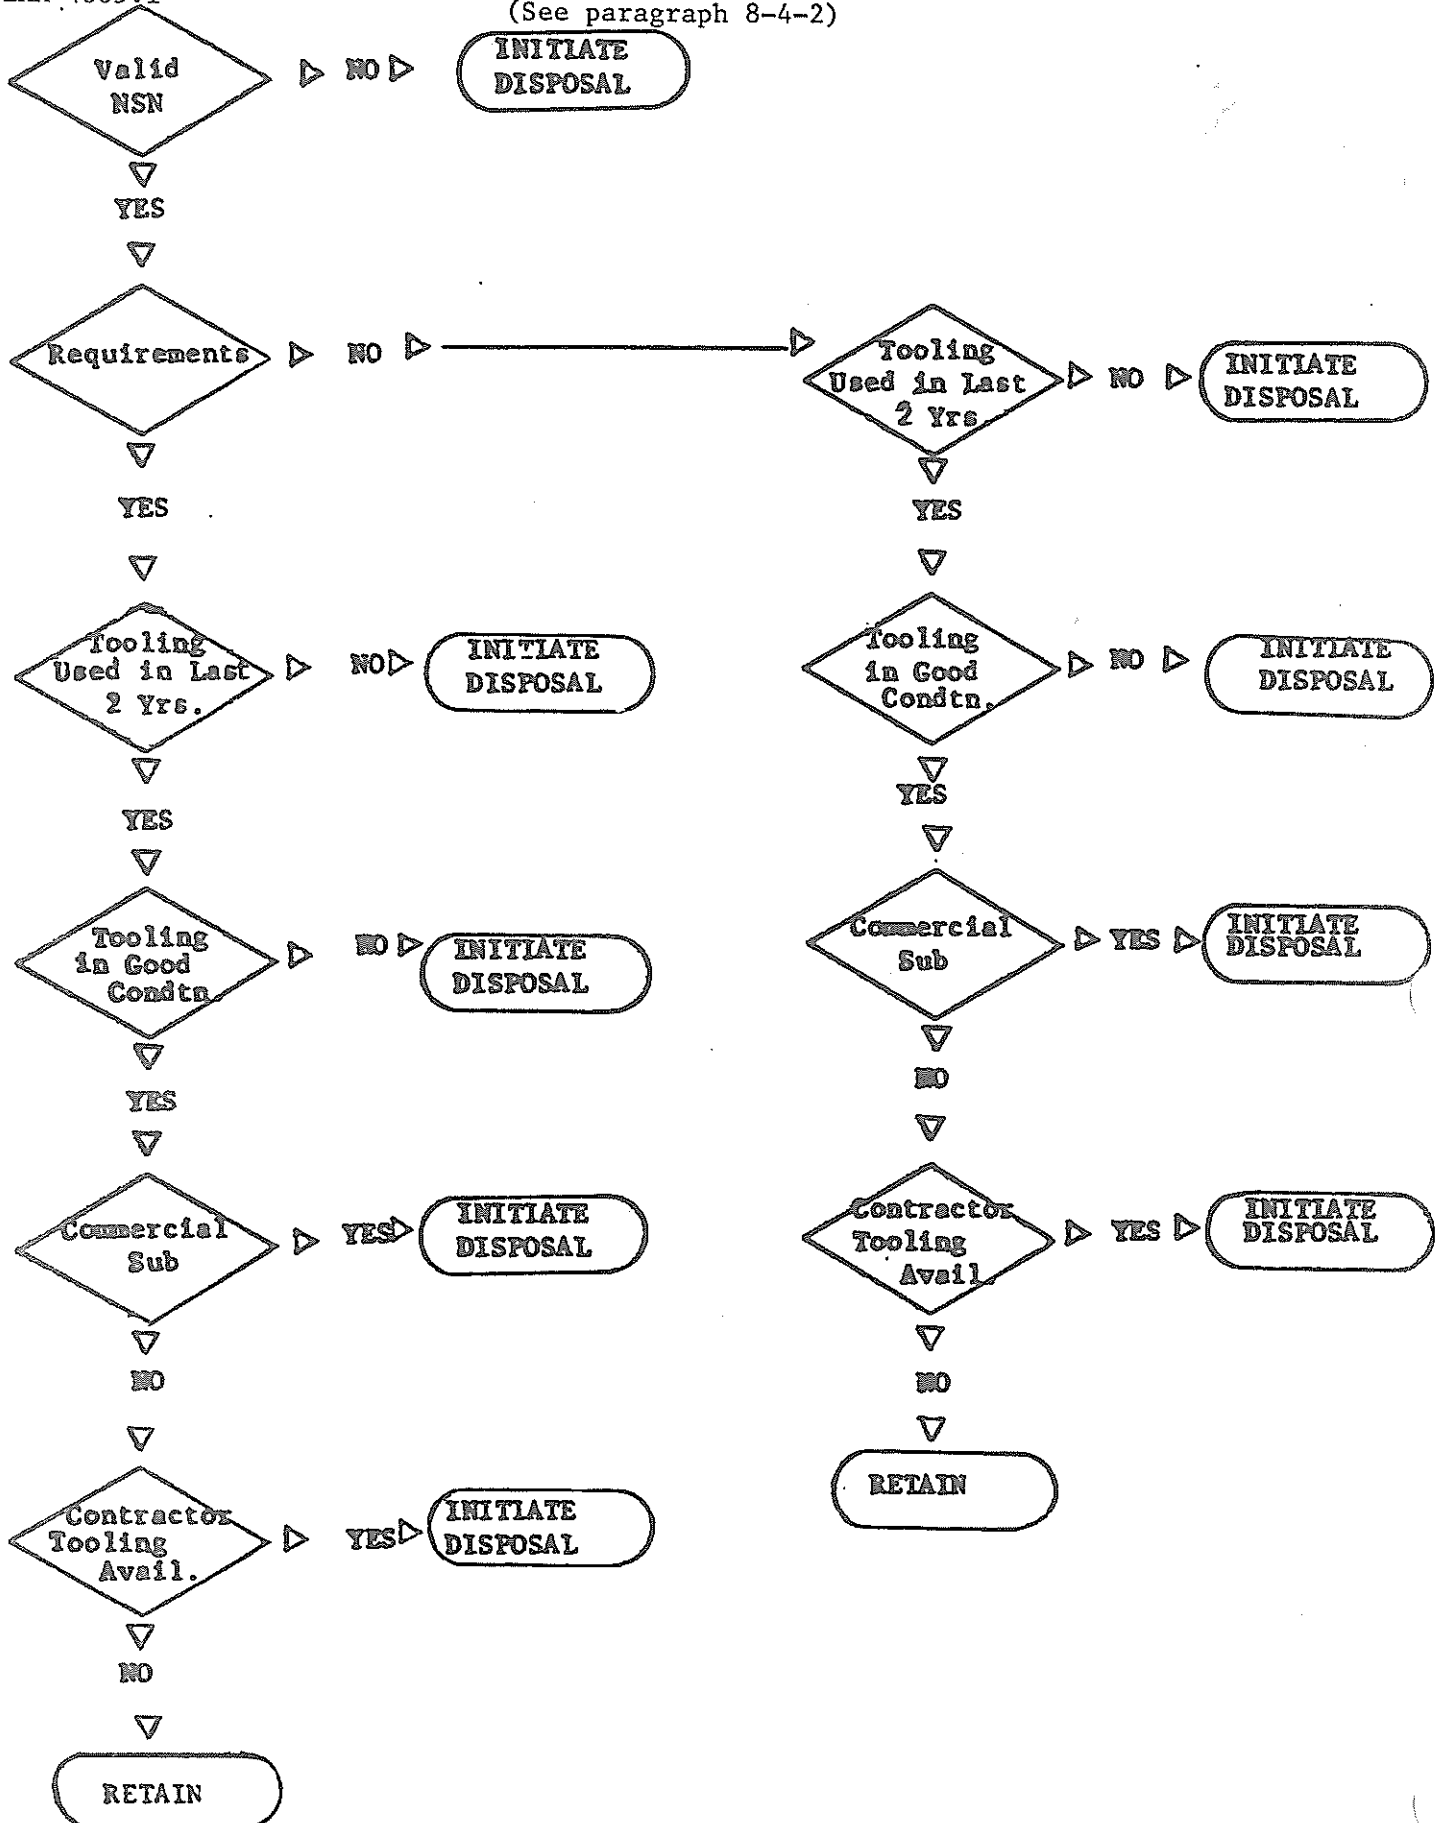 (See paragraph 8-4-2)
Valid
NSN
NO
INITIATE
DISPOSAL
YES
Requirements
NO
Tooling
Used in Last
2 Yrs
NO
INITIATE
DISPOSAL
YES
YES
Tooling
Used in Last
2 Yrs.
NO
INITIATE
DISPOSAL
Tooling
in Good
Condtn.
NO
INITIATE
DISPOSAL
YES
YES
Tooling
in Good
Condtn
NO
INITIATE
DISPOSAL
Commercial
Sub
YES
INITIATE
DISPOSAL
YES
NO
Commercial
Sub
YES
INITIATE
DISPOSAL
Contractor
Tooling
Avail.
YES
INITIATE
DISPOSAL
NO
NO
Contractor
Tooling
Avail.
YES
INITIATE
DISPOSAL
RETAIN
NO
RETAIN